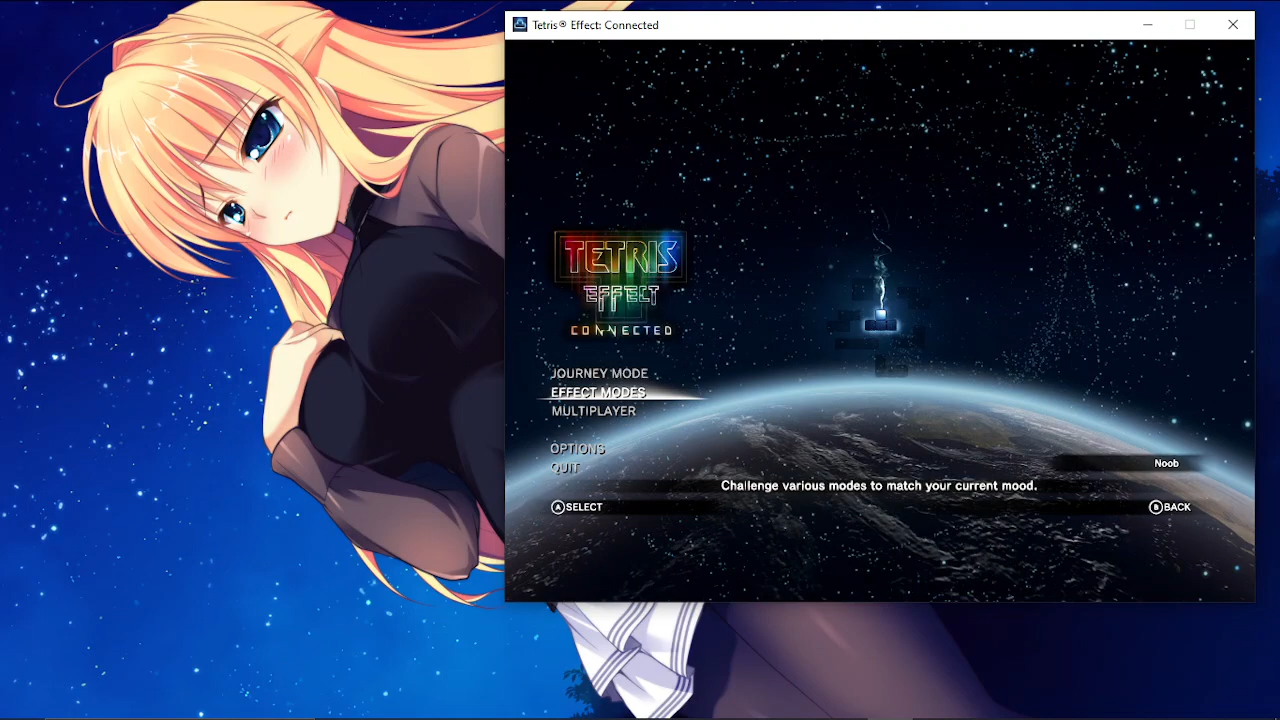 Tetris® Effect: Connected
TETRIS
EFFECT
CONNECTED
JOURNEY MODE
EFFECT MODES
MULTIPLAYER
OPTIONS
QUIT
Noob
Challenge various modes to match your current mood.
A SELECT
B BACK